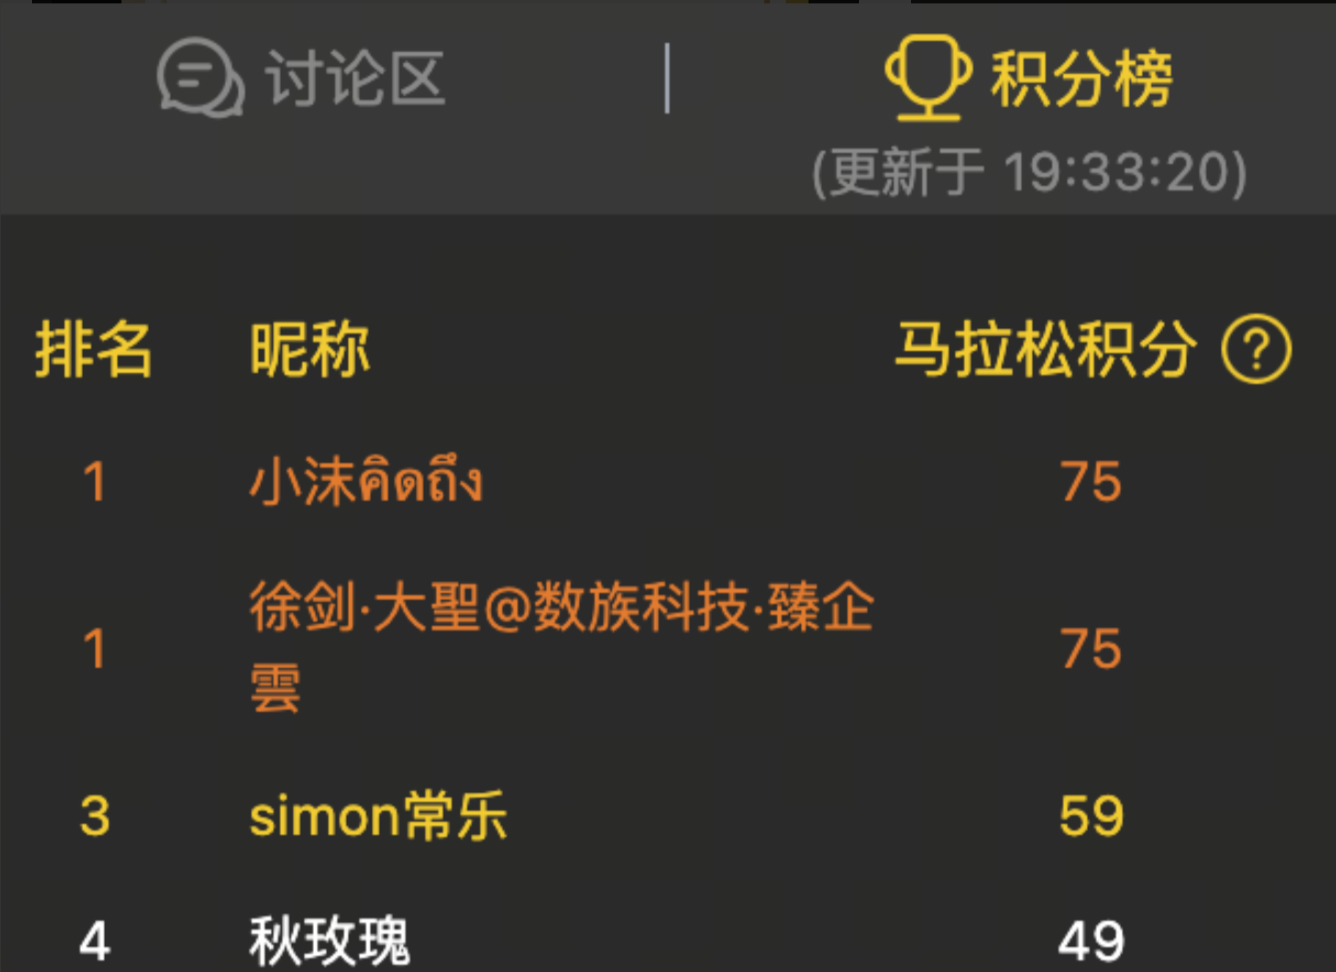 讨论区 积分榜
(更新于 19:33:20)
排名 昵称 马拉松积分 ?
1 小沫คิดถึง 75
1 徐剑·大聖@数族科技·臻企 75
雲
3 simon常乐 59
4 秋玫瑰 49